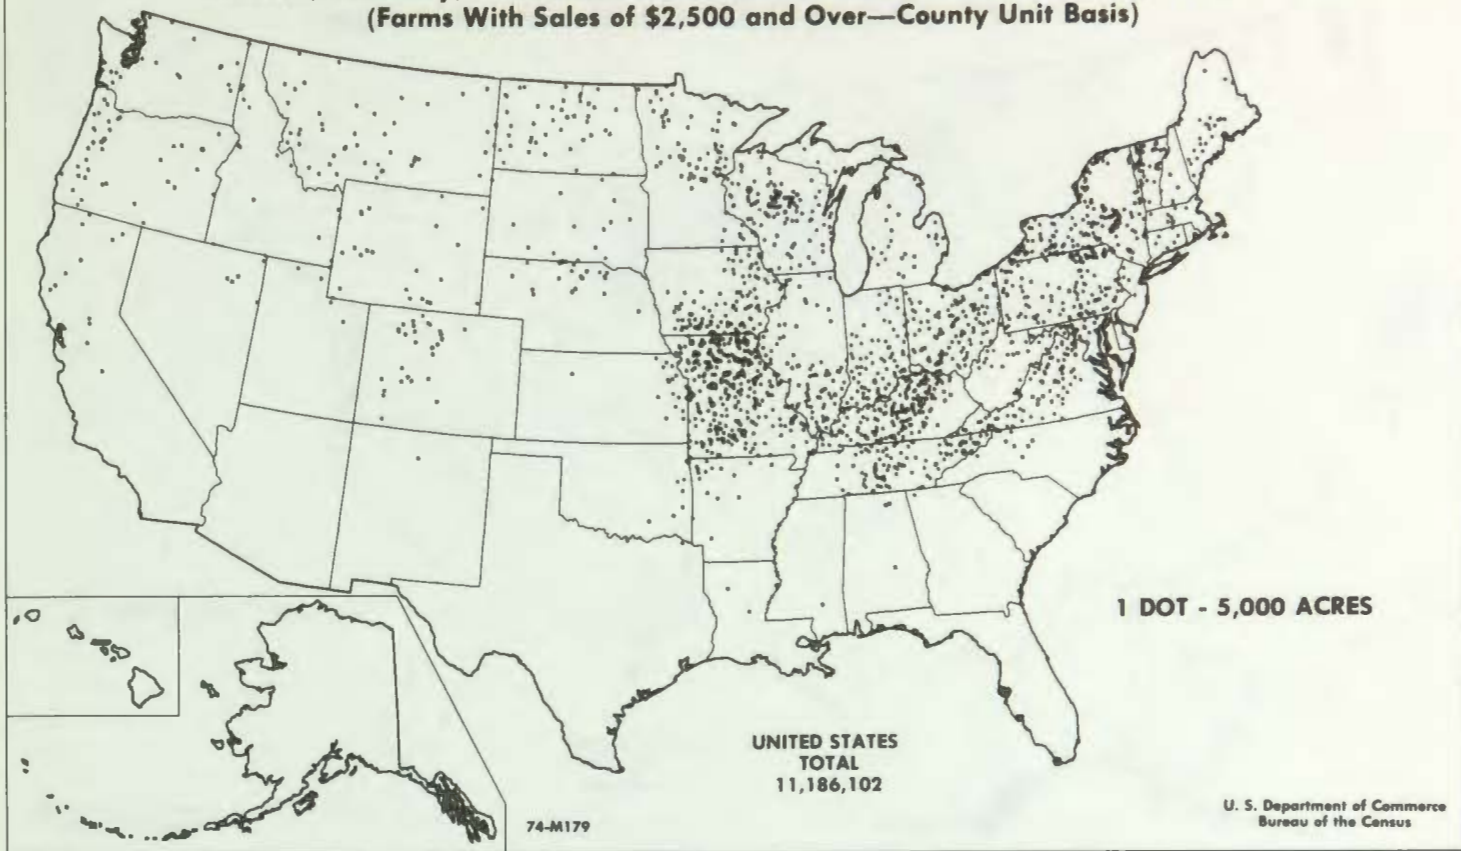 (Farms With Sales of $2,500 and Over—County Unit Basis)
1 DOT - 5,000 ACRES
UNITED STATES
TOTAL
11,186,102
74-M179
U. S. Department of Commerce
Bureau of the Census